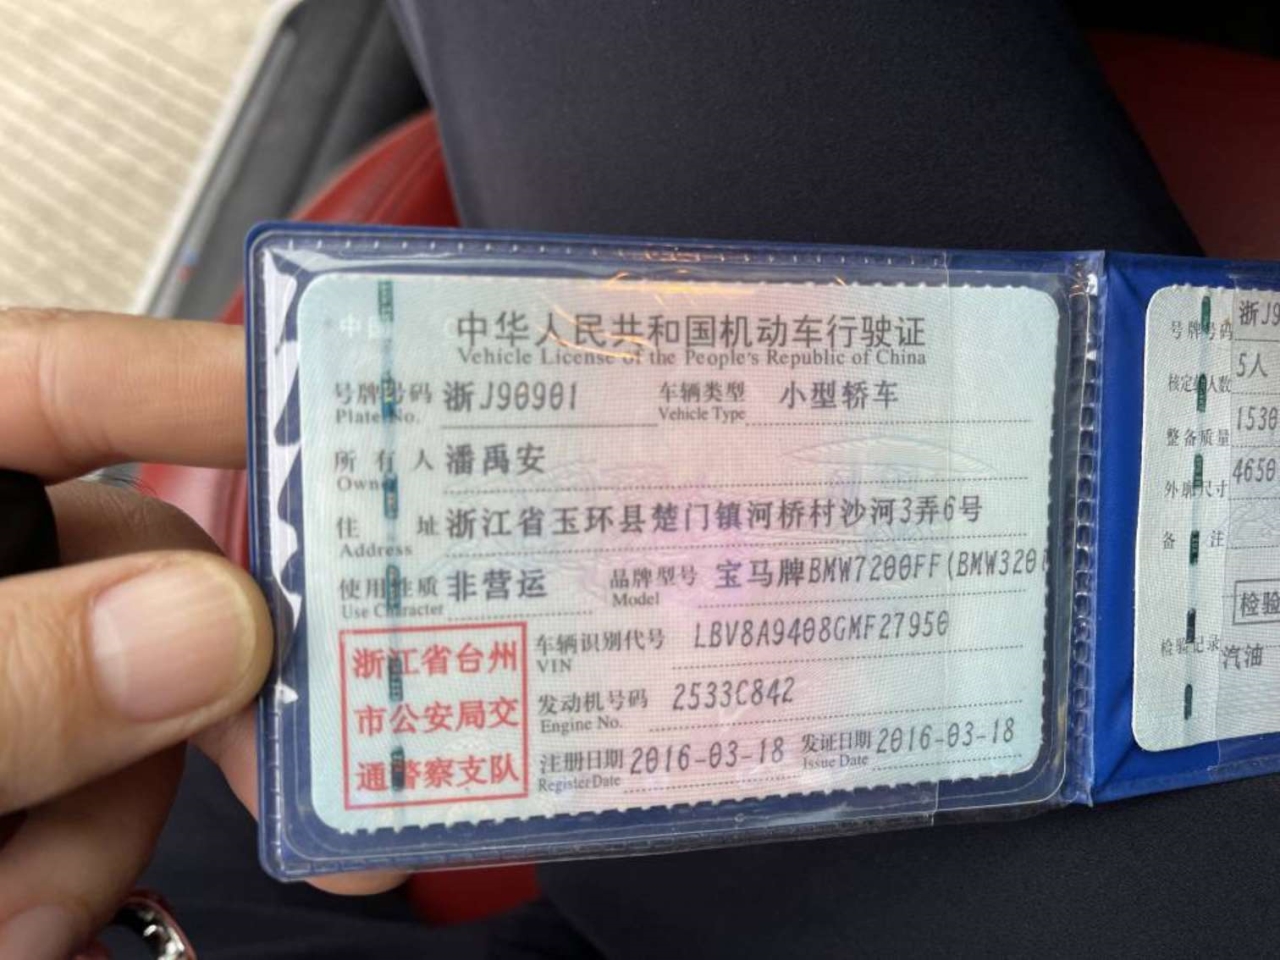 中华人民共和国机动车行驶证
Vehicle License of the People's Republic of China
号牌号码 浙J90901 车辆类型 小型轿车
Plate No. Vehicle Type
所有人 潘禹安
Owner
住址 浙江省玉环县楚门镇河桥村沙河3弄6号
Address
使用性质 非营运 品牌型号 宝马牌BMW7200FF(BMW320
Use Character Model
浙江省台州
市公安局交
通警察支队
车辆识别代号 LBV8A9408GMF27950
VIN
发动机号码 2533C842
Engine No.
注册日期 2016-03-18 发证日期 2016-03-18
Register Date Issue Date
号牌号码 浙J9
核定载人数 5人
整备质量 1530
外廓尺寸 4650
备注
检验
检验记录 汽油